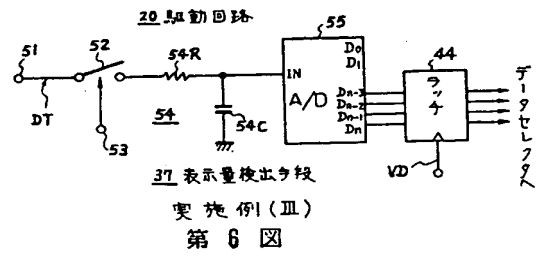 20 駆動回路
55
51
52
54R
44
D0
D1
IN
A/D
Dn-3
Dn-2
Dn-1
Dn
ラッチ
データセレクタへ
DT
54
54C
53
VD
37 表示量検出手段
実施例(Ⅲ)
第6図